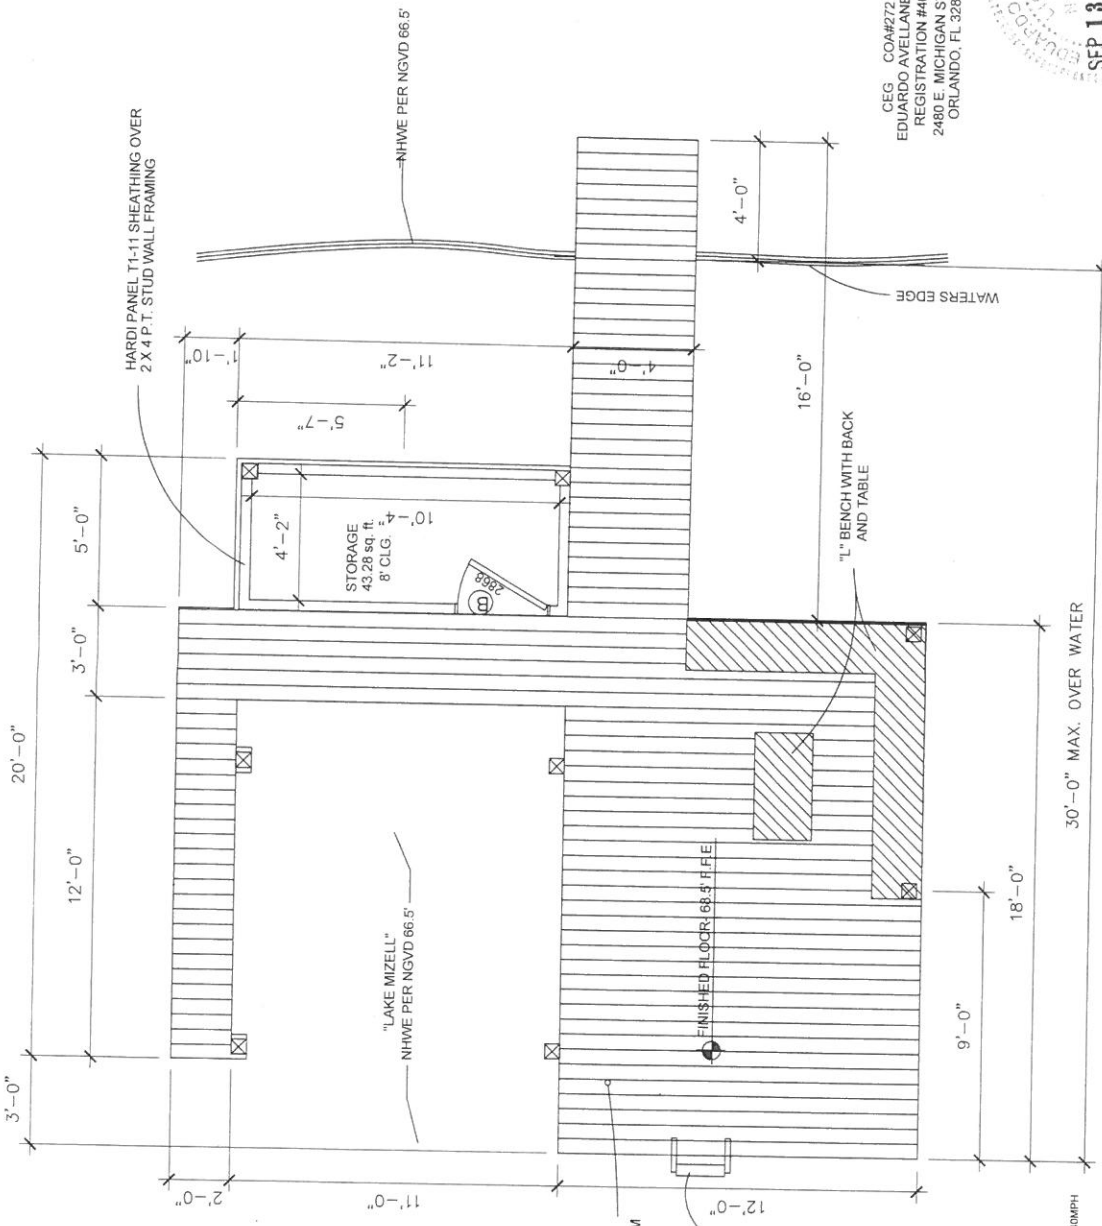 HARDI PANEL T1-11 SHEATHING OVER
2 X 4 P.T. STUD WALL FRAMING
NHWE PER NGVD 66.5'
CEG COA#272
EDUARDO AVELLANE
2480 E. MICHIGAN S
ORLANDO, FL 328
SEP 13
20'-0"
3'-0"
12'-0"
3'-0"
5'-0"
1'-10"
11'-2"
5'-7"
4'-0"
4'-0"
16'-0"
WATERS EDGE
4'-2"
10'-4"
STORAGE
43.28 sq. ft.
8' CLG.
2868
B
"L" BENCH WITH BACK
AND TABLE
"LAKE MIZELL"
NHWE PER NGVD 66.5'
FINISHED FLOOR- 68.5' F.F.E
2'-0"
11'-0"
12'-0"
9'-0"
18'-0"
30'-0" MAX. OVER WATER
M
0MPH